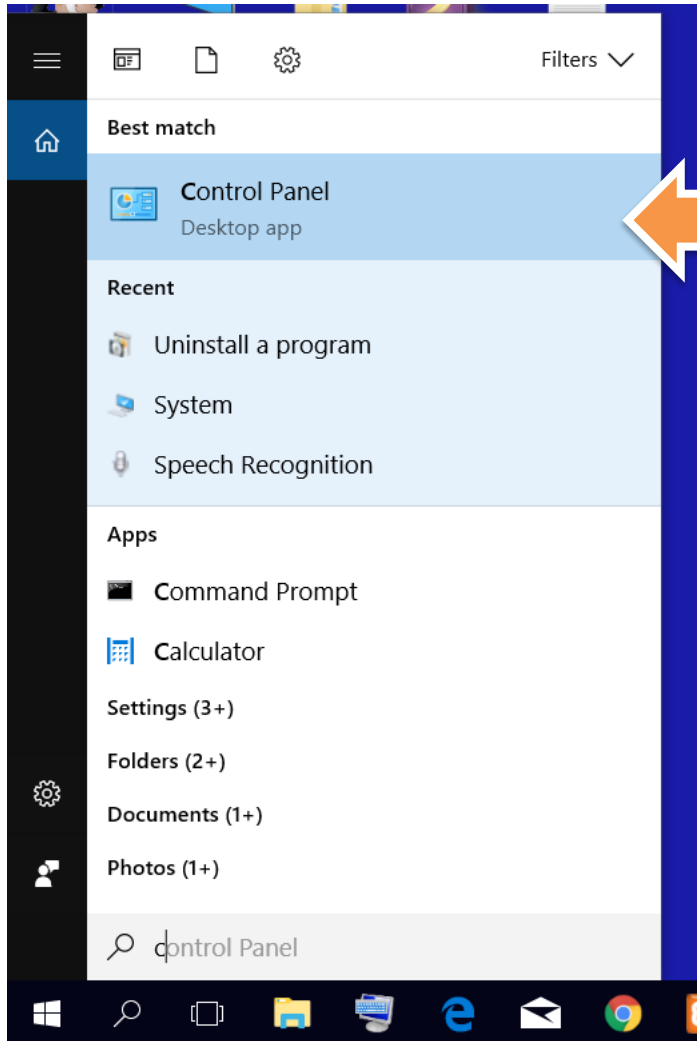 Filters
Best match
Control Panel
Desktop app
Recent
Uninstall a program
System
Speech Recognition
Apps
Command Prompt
Calculator
Settings (3+)
Folders (2+)
Documents (1+)
Photos (1+)
control Panel